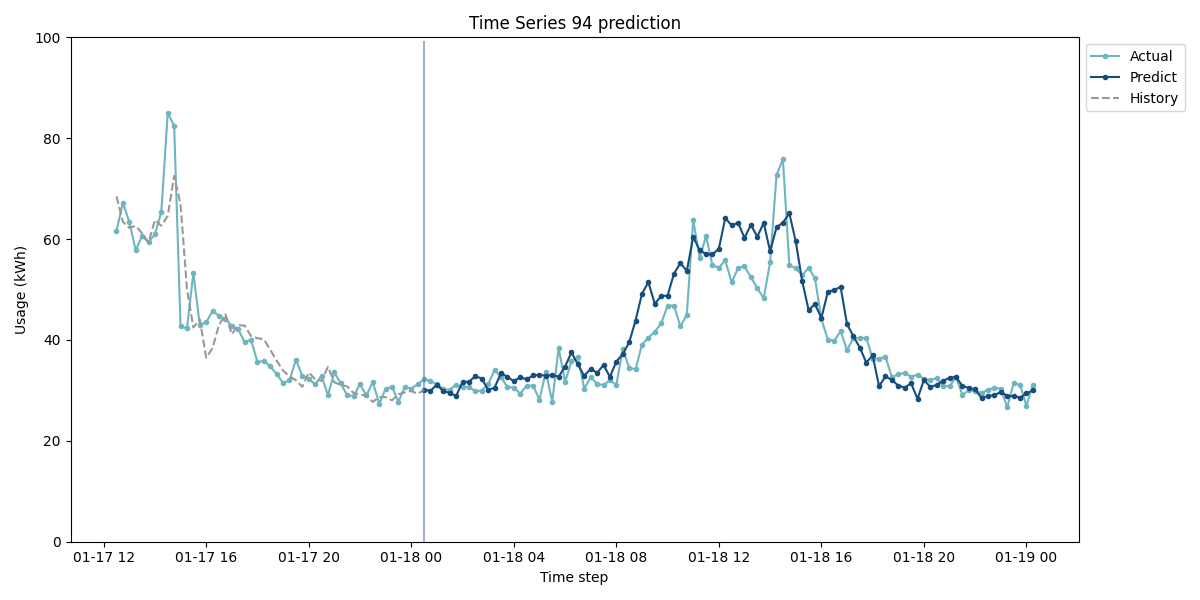 Time Series 94 prediction
Actual
Predict
History
Usage (kWh)
100
80
60
40
20
0
01-17 12
01-17 16
01-17 20
01-18 00
01-18 04
01-18 08
01-18 12
01-18 16
01-18 20
01-19 00
Time step